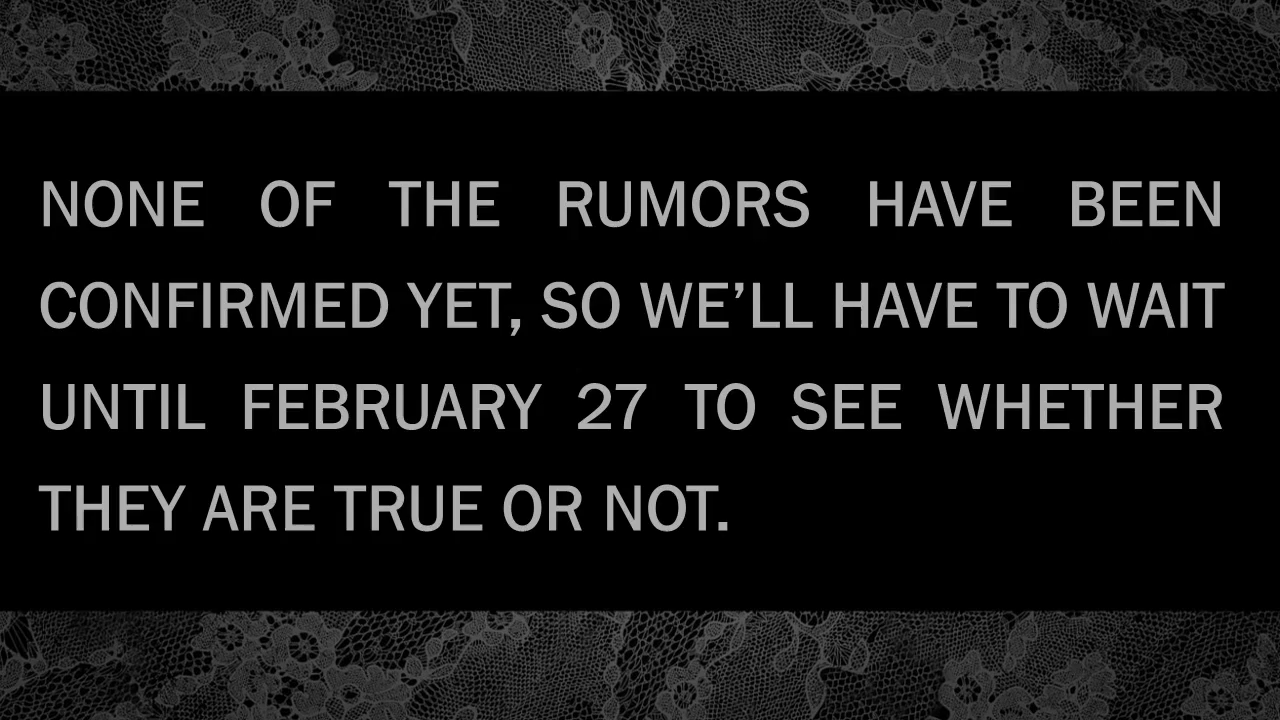 NONE OF THE RUMORS HAVE BEEN
CONFIRMED YET, SO WE’LL HAVE TO WAIT
UNTIL FEBRUARY 27 TO SEE WHETHER
THEY ARE TRUE OR NOT.